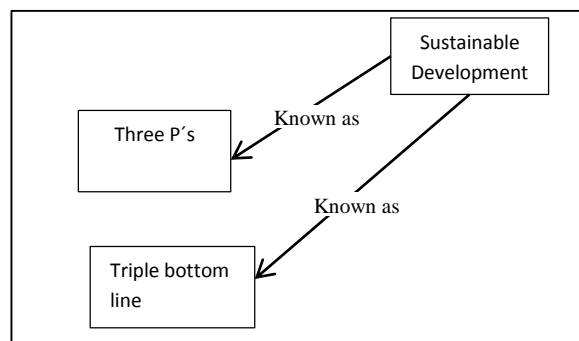 Sustainable
Development
Known as
Three P´s
Known as
Triple bottom
line